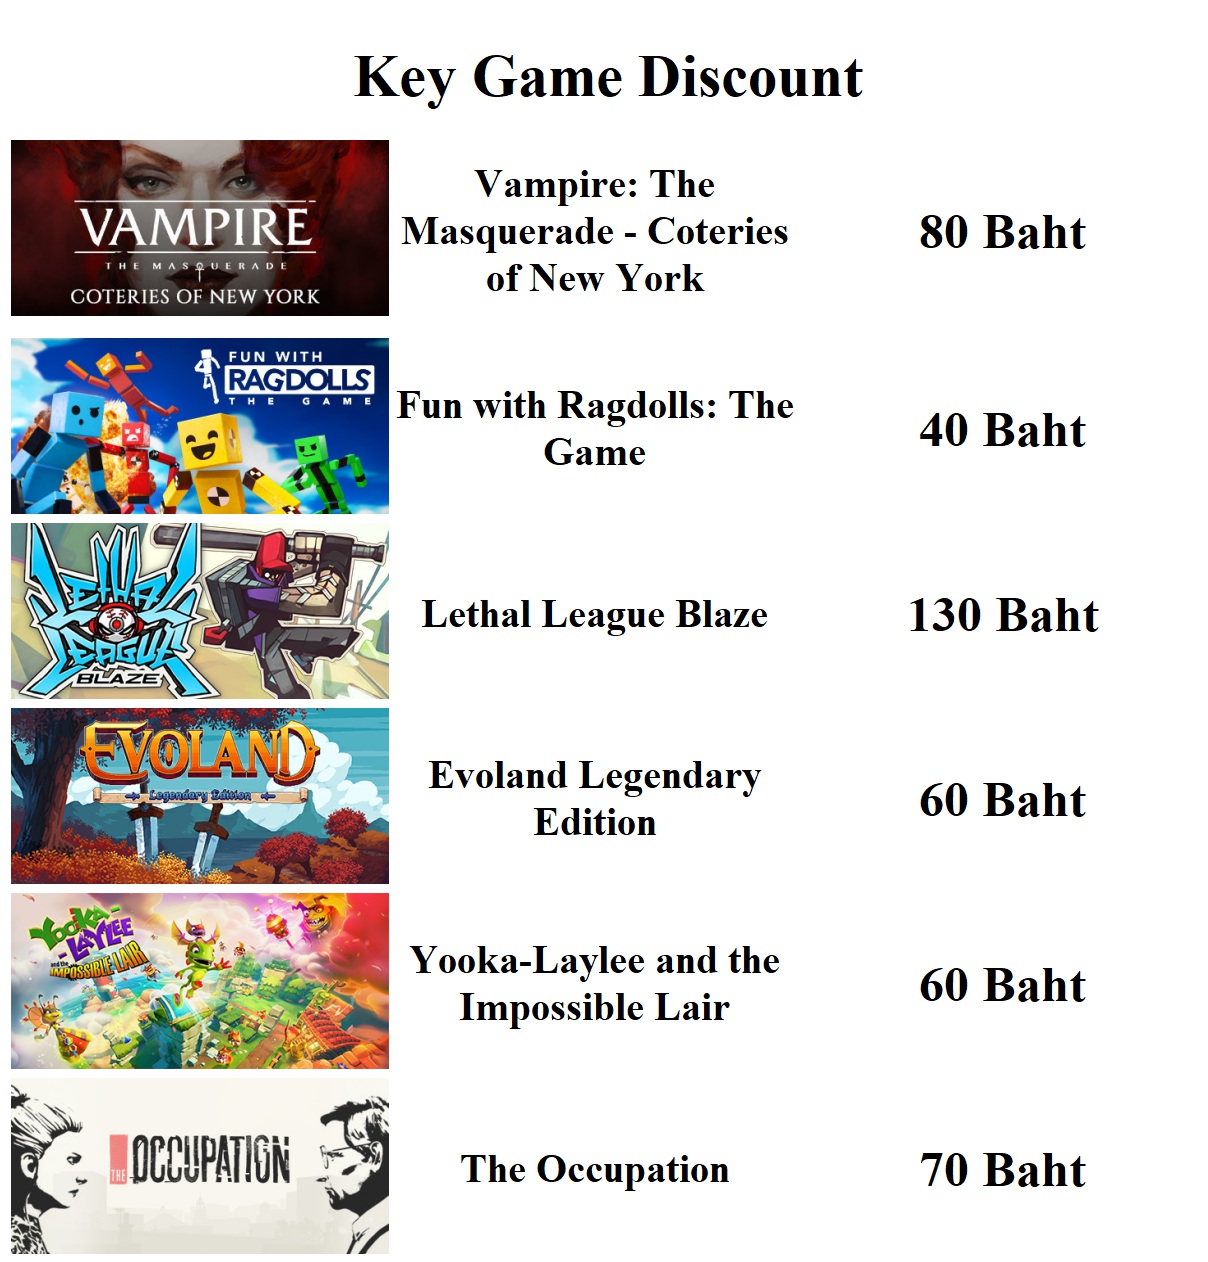 Key Game Discount
VAMPIRE
THE MASQUERADE
COTERIES OF NEW YORK
Vampire: The
Masquerade - Coteries
of New York
80 Baht
FUN WITH
RAGDOLLS
THE GAME
Fun with Ragdolls: The
Game
40 Baht
LETHAL
LEAGUE
BLAZE
Lethal League Blaze
130 Baht
EVOLAND
Legendary Edition
Evoland Legendary
Edition
60 Baht
YOOKA-
-LAYLEE
and the
IMPOSSIBLE LAIR
Yooka-Laylee and the
Impossible Lair
60 Baht
THE OCCUPATION
The Occupation
70 Baht